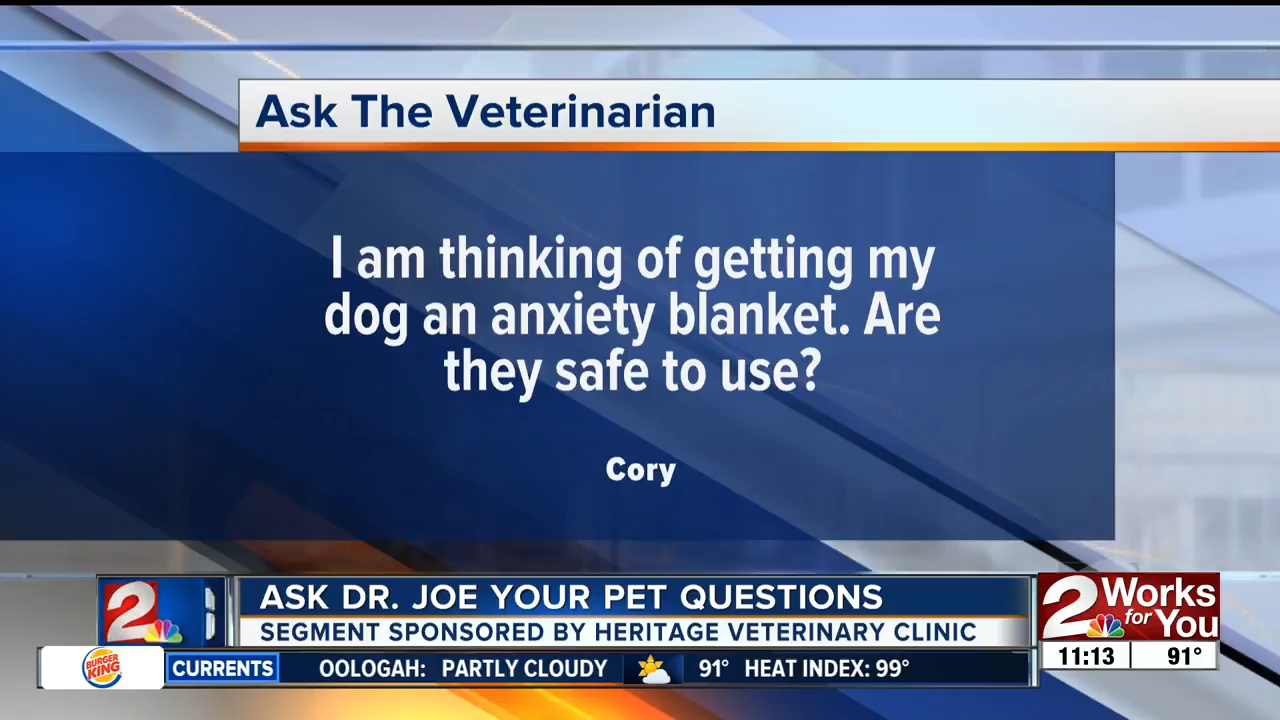 Ask The Veterinarian
I am thinking of getting my
dog an anxiety blanket. Are
they safe to use?
Cory
2
ASK DR. JOE YOUR PET QUESTIONS
SEGMENT SPONSORED BY HERITAGE VETERINARY CLINIC
2 Works
for You
BURGER
KING
CURRENTS
OOLOGAH: PARTLY CLOUDY 91° HEAT INDEX: 99°
11:13 91°